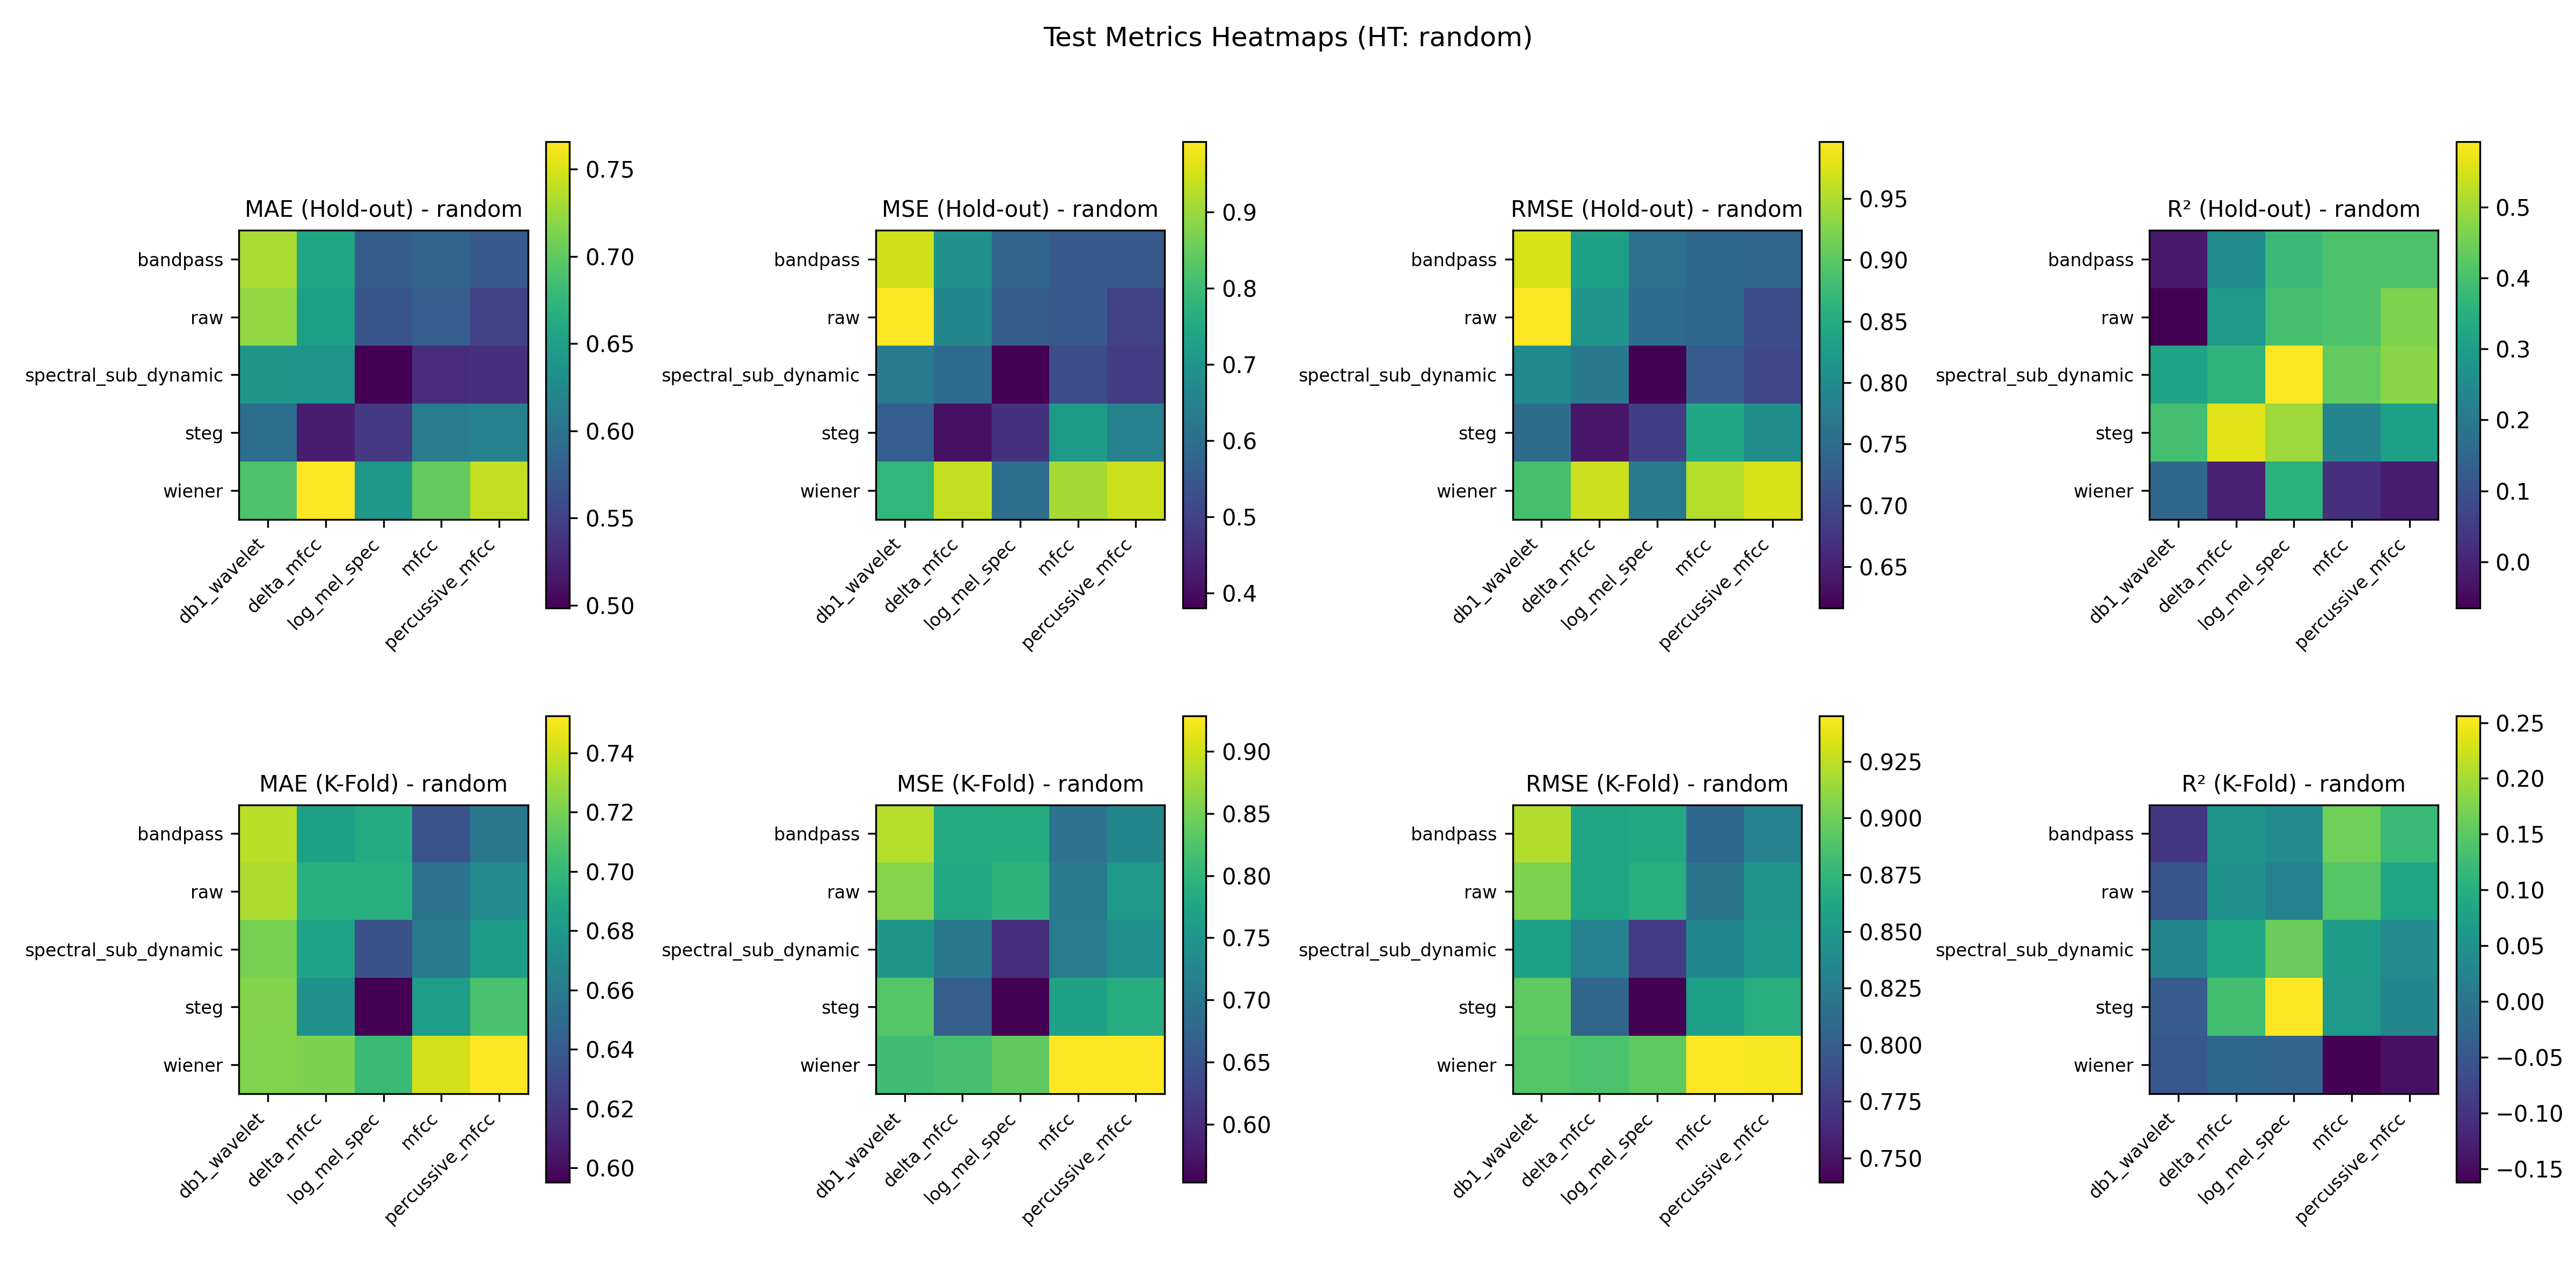 Test Metrics Heatmaps (HT: random)
MAE (Hold-out) - random
bandpass
raw
spectral_sub_dynamic
steg
wiener
db1_wavelet
delta_mfcc
log_mel_spec
mfcc
percussive_mfcc
0.75
0.70
0.65
0.60
0.55
0.50
MSE (Hold-out) - random
bandpass
raw
spectral_sub_dynamic
steg
wiener
db1_wavelet
delta_mfcc
log_mel_spec
mfcc
percussive_mfcc
0.9
0.8
0.7
0.6
0.5
0.4
RMSE (Hold-out) - random
bandpass
raw
spectral_sub_dynamic
steg
wiener
db1_wavelet
delta_mfcc
log_mel_spec
mfcc
percussive_mfcc
0.95
0.90
0.85
0.80
0.75
0.70
0.65
R² (Hold-out) - random
bandpass
raw
spectral_sub_dynamic
steg
wiener
db1_wavelet
delta_mfcc
log_mel_spec
mfcc
percussive_mfcc
0.5
0.4
0.3
0.2
0.1
0.0
MAE (K-Fold) - random
bandpass
raw
spectral_sub_dynamic
steg
wiener
db1_wavelet
delta_mfcc
log_mel_spec
mfcc
percussive_mfcc
0.74
0.72
0.70
0.68
0.66
0.64
0.62
0.60
MSE (K-Fold) - random
bandpass
raw
spectral_sub_dynamic
steg
wiener
db1_wavelet
delta_mfcc
log_mel_spec
mfcc
percussive_mfcc
0.90
0.85
0.80
0.75
0.70
0.65
0.60
RMSE (K-Fold) - random
bandpass
raw
spectral_sub_dynamic
steg
wiener
db1_wavelet
delta_mfcc
log_mel_spec
mfcc
percussive_mfcc
0.925
0.900
0.875
0.850
0.825
0.800
0.775
0.750
R² (K-Fold) - random
bandpass
raw
spectral_sub_dynamic
steg
wiener
db1_wavelet
delta_mfcc
log_mel_spec
mfcc
percussive_mfcc
0.25
0.20
0.15
0.10
0.05
0.00
−0.05
−0.10
−0.15